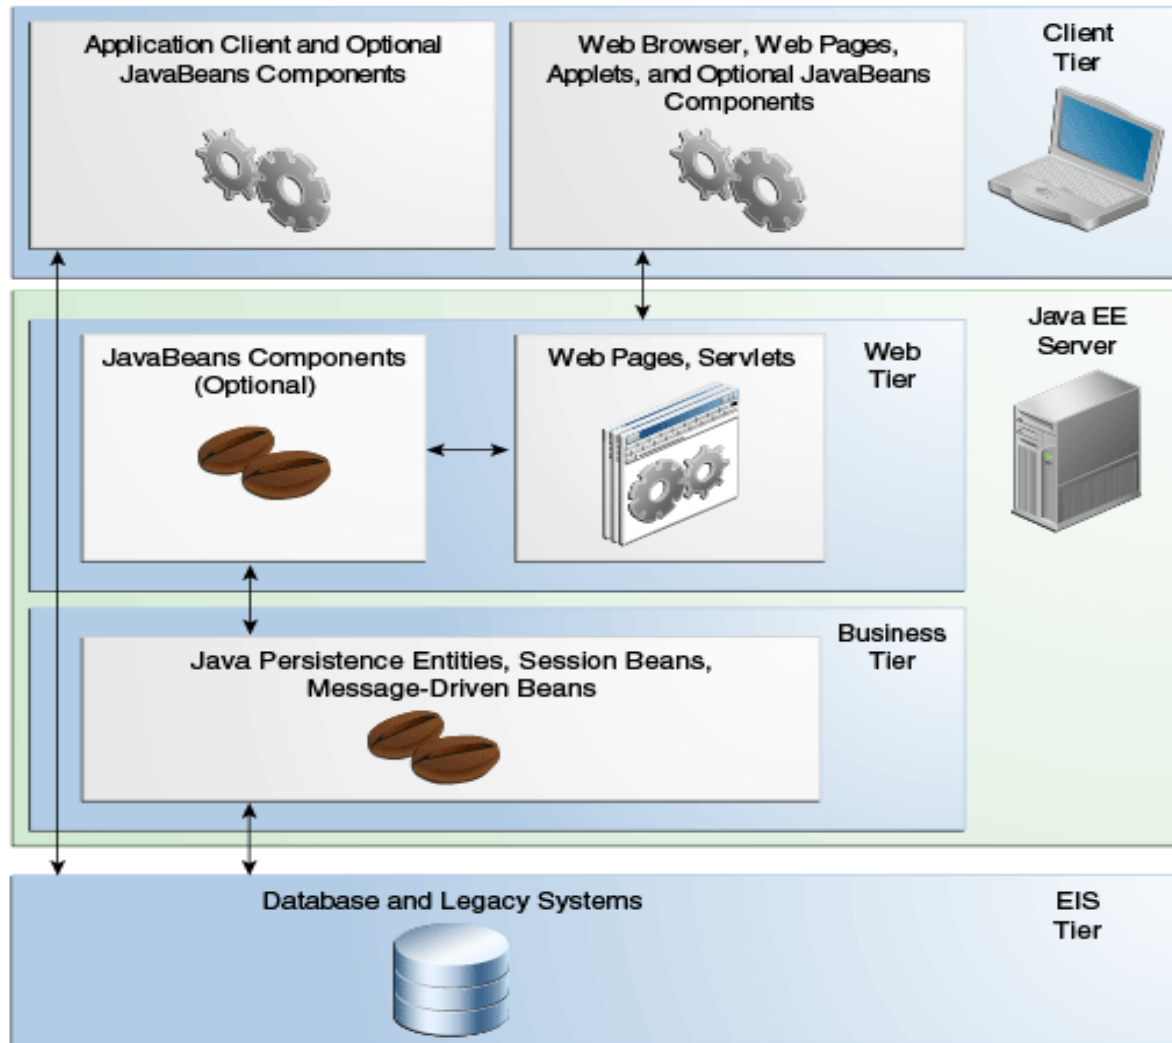 Application Client and Optional
JavaBeans Components
Web Browser, Web Pages,
Applets, and Optional JavaBeans
Components
Client
Tier
JavaBeans Components
(Optional)
Web Pages, Servlets
Web
Tier
Java EE
Server
Java Persistence Entities, Session Beans,
Message-Driven Beans
Business
Tier
Database and Legacy Systems
EIS
Tier